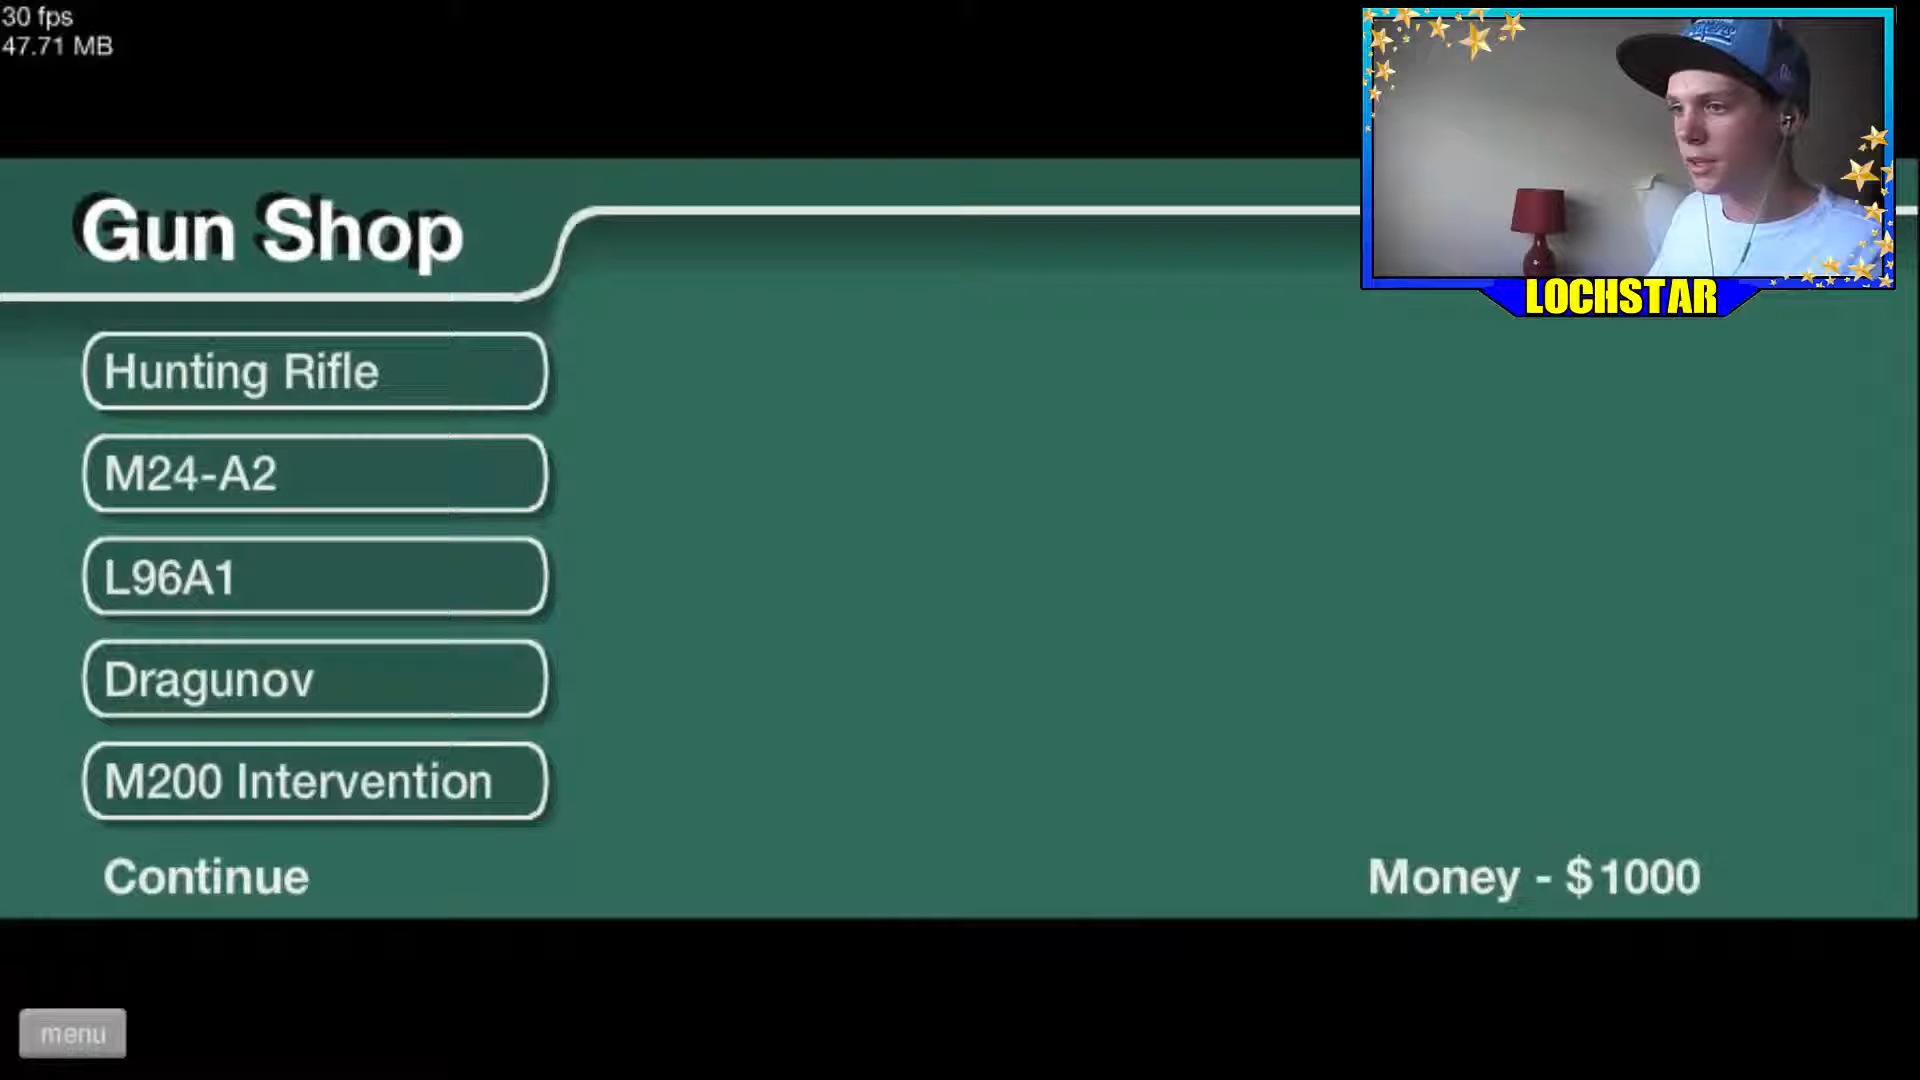 30 fps
47.71 MB
LOCHSTAR
Gun Shop
Hunting Rifle
M24-A2
L96A1
Dragunov
M200 Intervention
Continue
Money - $1000
menu